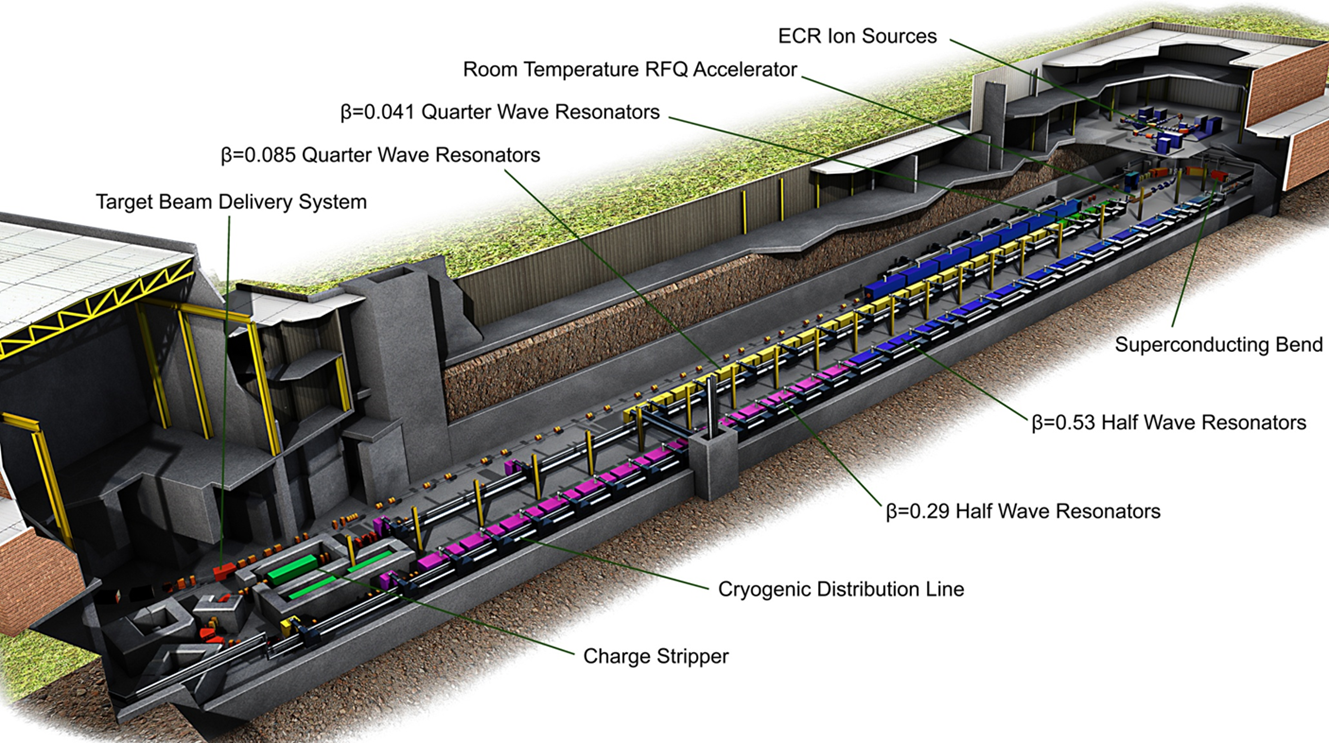 ECR Ion Sources
Room Temperature RFQ Accelerator
β=0.041 Quarter Wave Resonators
β=0.085 Quarter Wave Resonators
Target Beam Delivery System
Superconducting Bend
β=0.53 Half Wave Resonators
β=0.29 Half Wave Resonators
Cryogenic Distribution Line
Charge Stripper